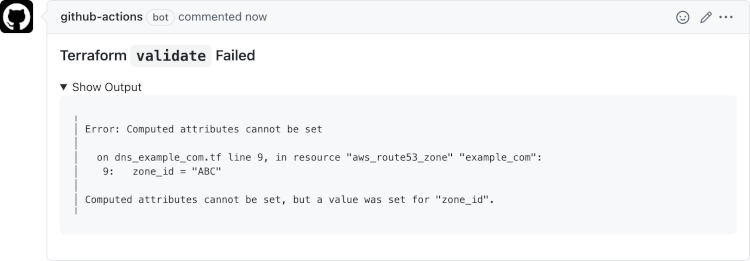 github-actions bot commented now
Terraform validate Failed
▼ Show Output
Error: Computed attributes cannot be set
on dns_example_com.tf line 9, in resource "aws_route53_zone" "example_com":
9: zone_id = "ABC"
Computed attributes cannot be set, but a value was set for "zone_id".